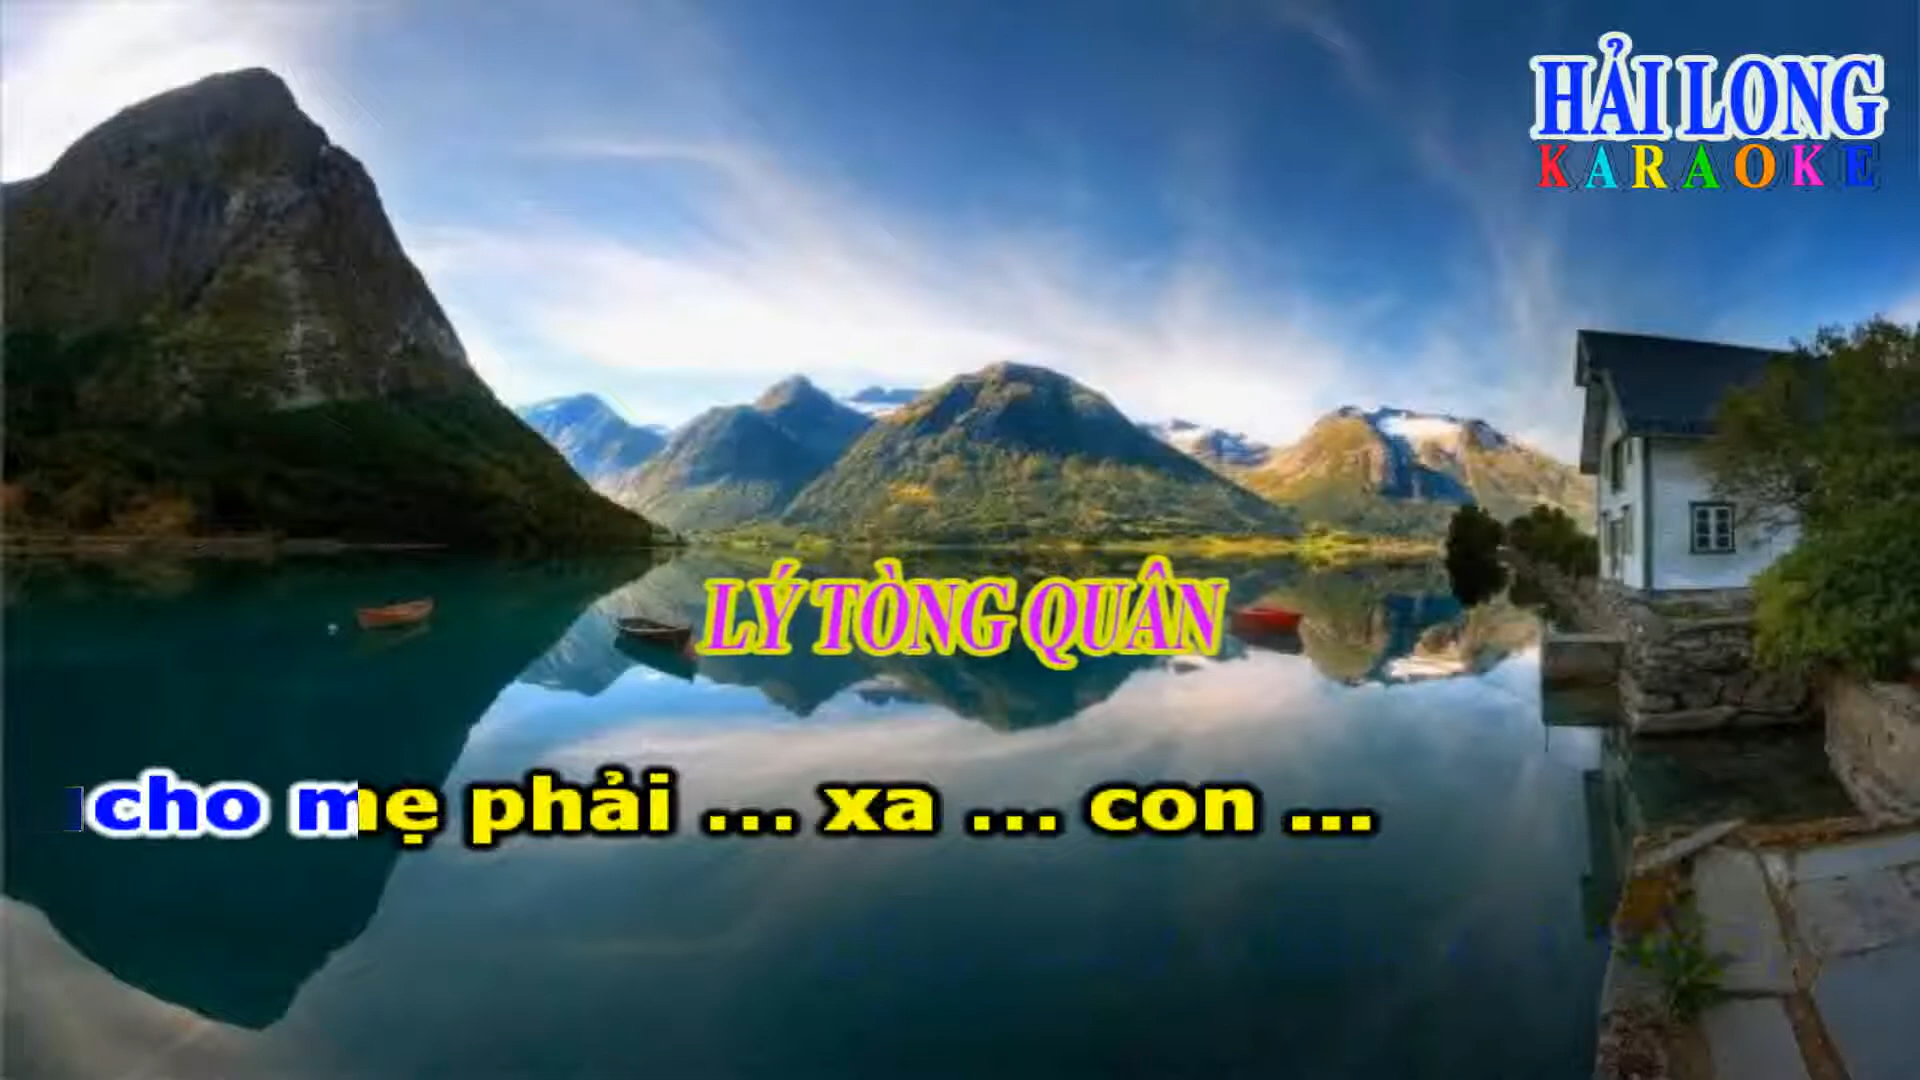 HẢI LONG
KARAOKE
LÝ TÒNG QUÂN
cho mẹ phải ... xa ... con ...